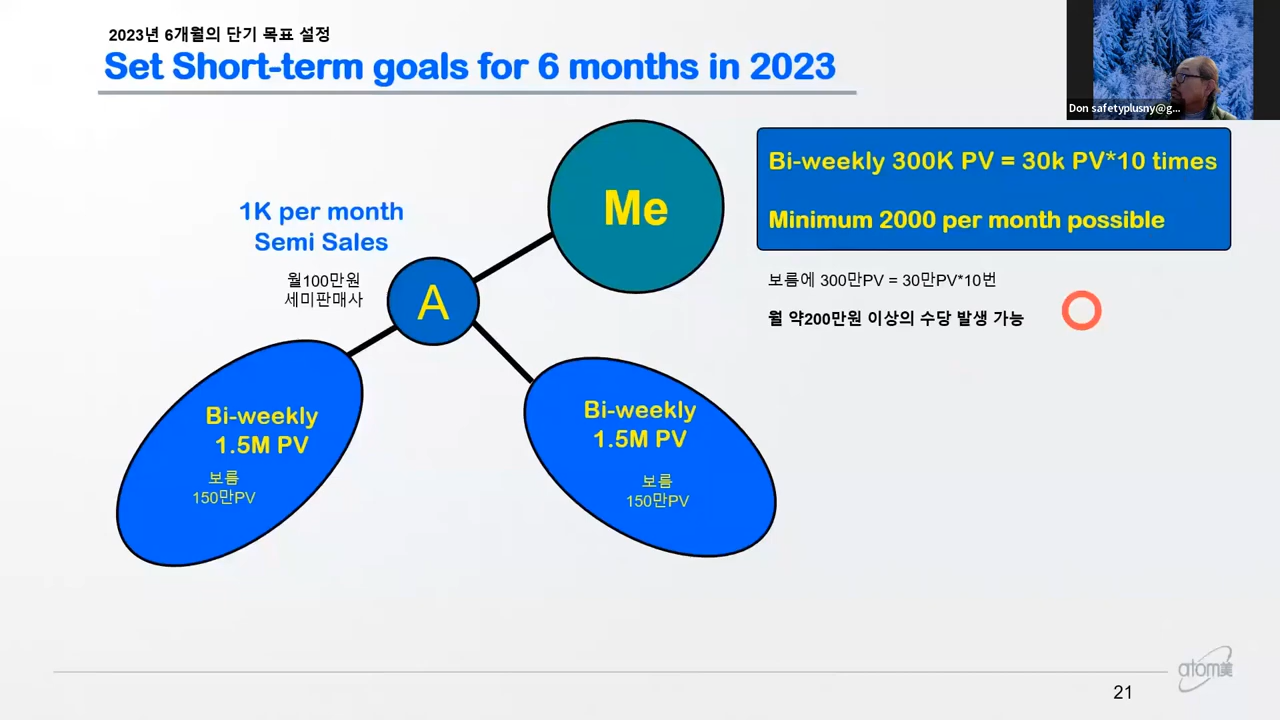 2023년 6개월의 단기 목표 설정
Set Short-term goals for 6 months in 2023
Don safetyplusny@g...
Me
Bi-weekly 300K PV = 30k PV*10 times
Minimum 2000 per month possible
1K per month
Semi Sales
월100만원
세미판매사
A
보름에 300만PV = 30만PV*10번
월 약200만원 이상의 수당 발생 가능
Bi-weekly
1.5M PV
보름
150만PV
Bi-weekly
1.5M PV
보름
150만PV
atom美
21